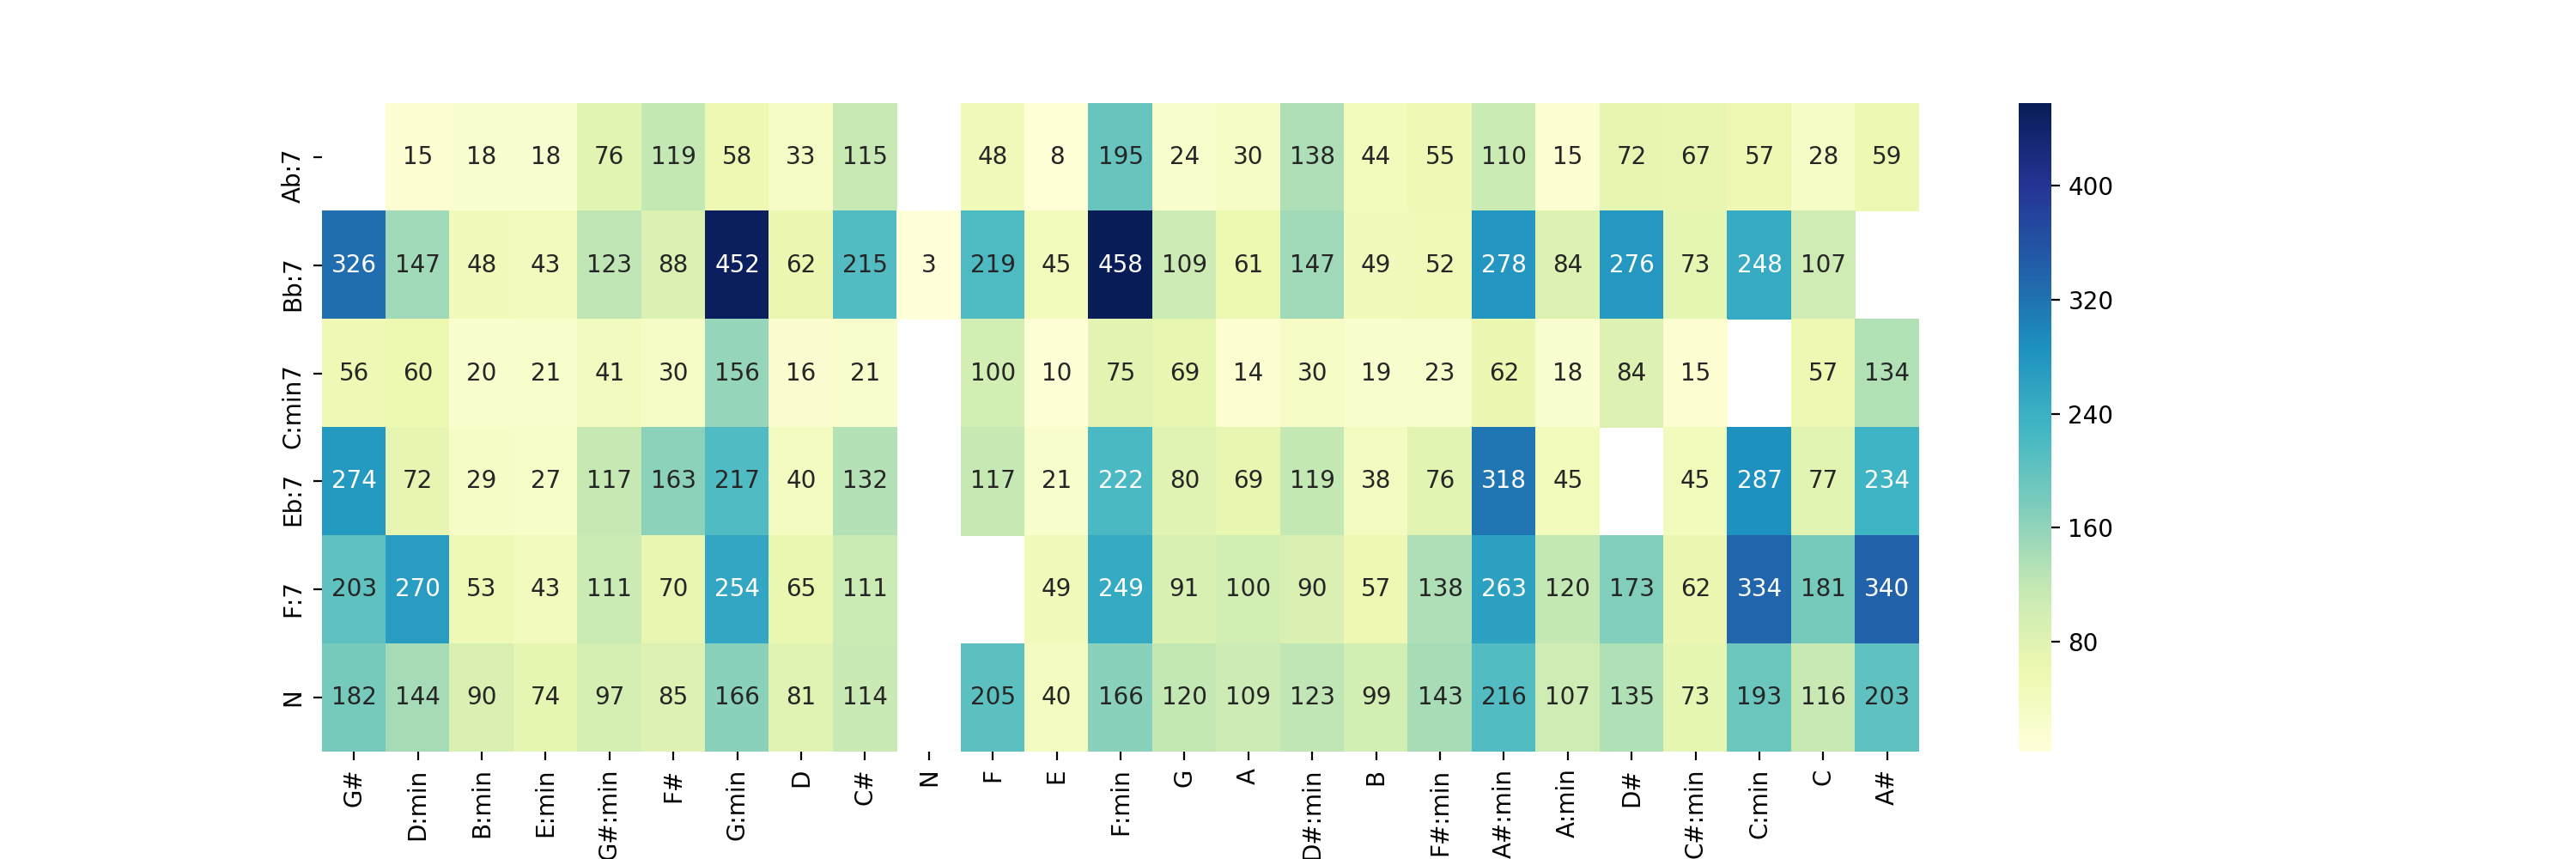 Ab:7 15 18 18 76 119 58 33 115 48 8 195 24 30 138 44 55 110 15 72 67 57 28 59
Bb:7 326 147 48 43 123 88 452 62 215 3 219 45 458 109 61 147 49 52 278 84 276 73 248 107
C:min7 56 60 20 21 41 30 156 16 21 100 10 75 69 14 30 19 23 62 18 84 15 57 134
Eb:7 274 72 29 27 117 163 217 40 132 117 21 222 80 69 119 38 76 318 45 45 287 77 234
F:7 203 270 53 43 111 70 254 65 111 49 249 91 100 90 57 138 263 120 173 62 334 181 340
N 182 144 90 74 97 85 166 81 114 205 40 166 120 109 123 99 143 216 107 135 73 193 116 203
G# D:min B:min E:min G#:min F# G:min D C# N F E F:min G A D#:min B F#:min A#:min A:min D# C#:min C:min C A#
400
320
240
160
80